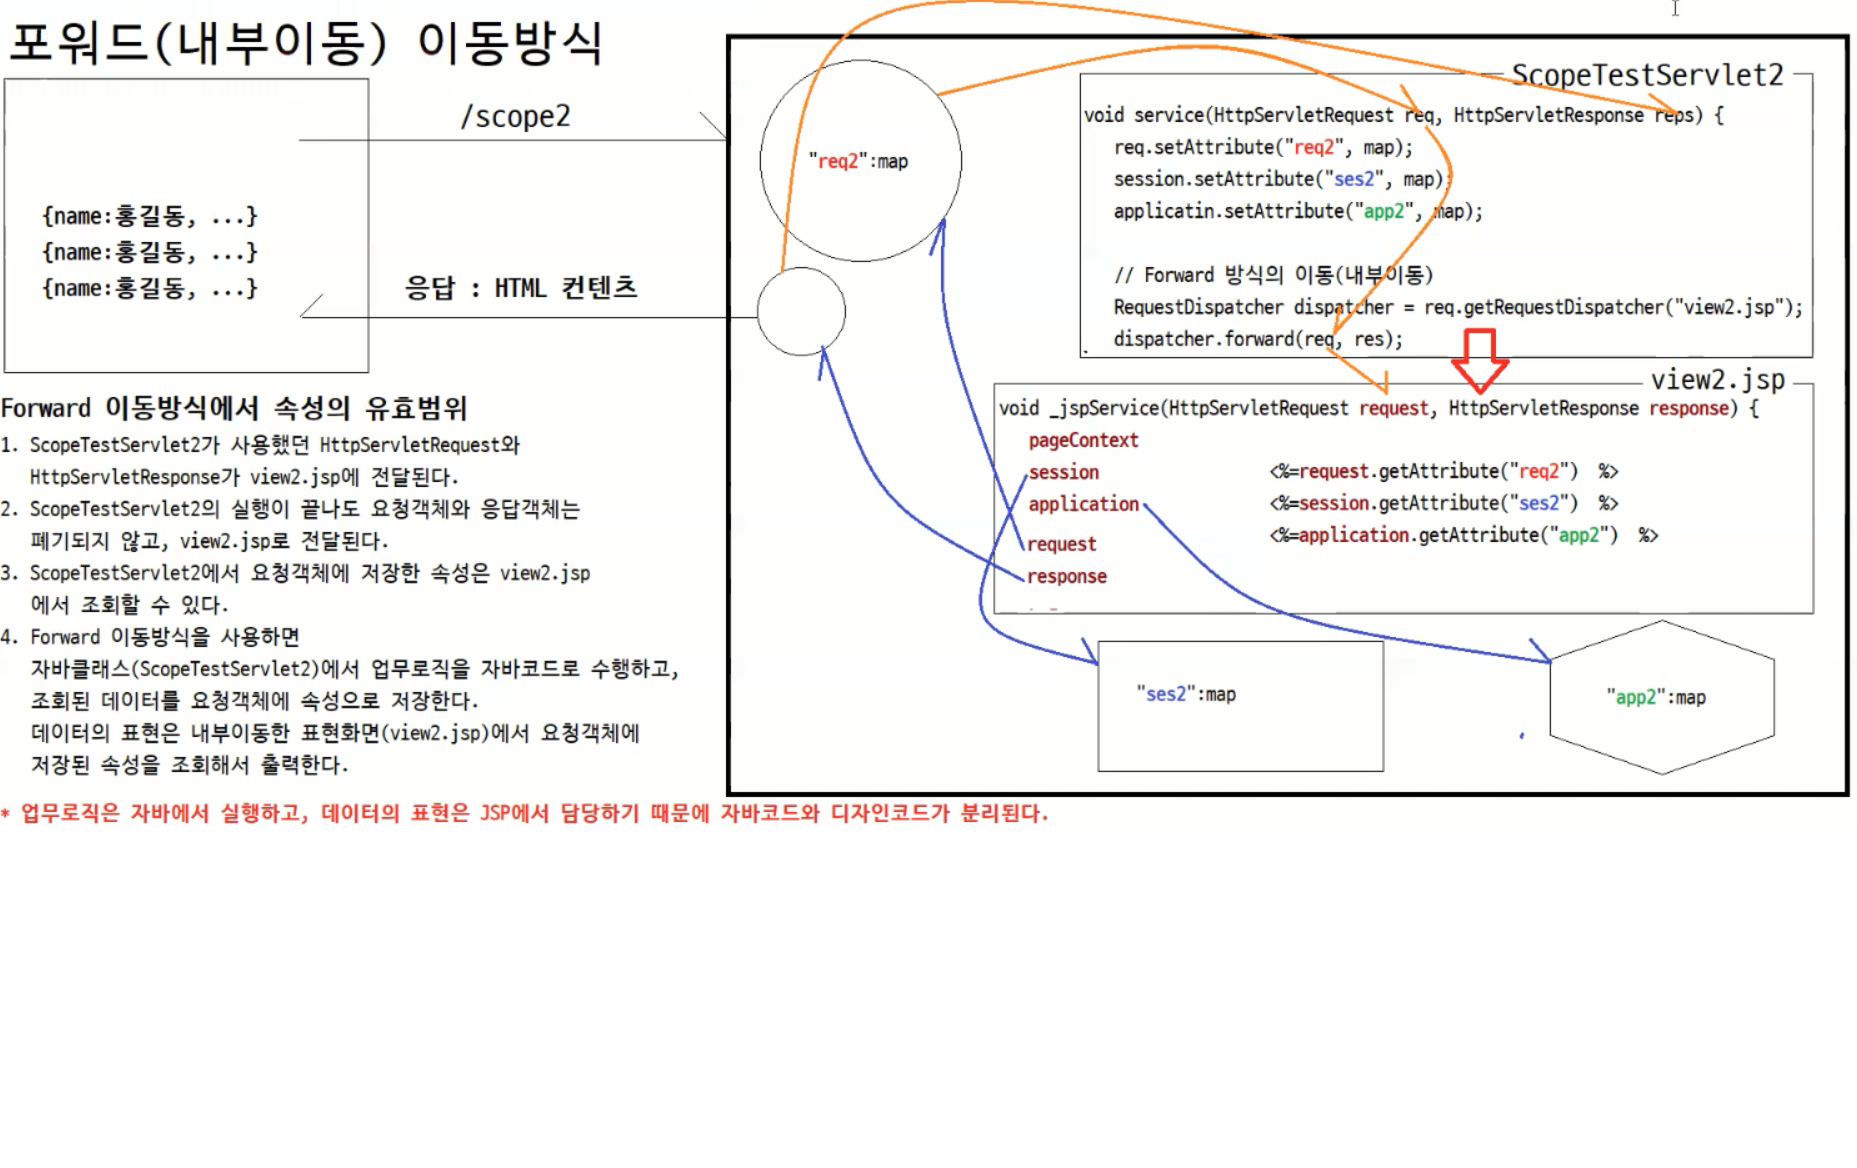 포워드(내부이동) 이동방식
/scope2
{name:홍길동, ...}
{name:홍길동, ...}
{name:홍길동, ...}
응답 : HTML 컨텐츠
Forward 이동방식에서 속성의 유효범위
1. ScopeTestServlet2가 사용했던 HttpServletRequest와
HttpServletResponse가 view2.jsp에 전달된다.
2. ScopeTestServlet2의 실행이 끝나도 요청객체와 응답객체는
폐기되지 않고, view2.jsp로 전달된다.
3. ScopeTestServlet2에서 요청객체에 저장한 속성은 view2.jsp
에서 조회할 수 있다.
4. Forward 이동방식을 사용하면
자바클래스(ScopeTestServlet2)에서 업무로직을 자바코드로 수행하고,
조회된 데이터를 요청객체에 속성으로 저장한다.
데이터의 표현은 내부이동한 표현화면(view2.jsp)에서 요청객체에
저장된 속성을 조회해서 출력한다.
* 업무로직은 자바에서 실행하고, 데이터의 표현은 JSP에서 담당하기 때문에 자바코드와 디자인코드가 분리된다.
"req2":map
ScopeTestServlet2
void service(HttpServletRequest req, HttpServletResponse reps) {
req.setAttribute("req2", map);
session.setAttribute("ses2", map);
applicatin.setAttribute("app2", map);
// Forward 방식의 이동(내부이동)
RequestDispatcher dispatcher = req.getRequestDispatcher("view2.jsp");
dispatcher.forward(req, res);
view2.jsp
void _jspService(HttpServletRequest request, HttpServletResponse response) {
pageContext
session
application
request
response
<%=request.getAttribute("req2") %>
<%=session.getAttribute("ses2") %>
<%=application.getAttribute("app2") %>
"ses2":map
"app2":map